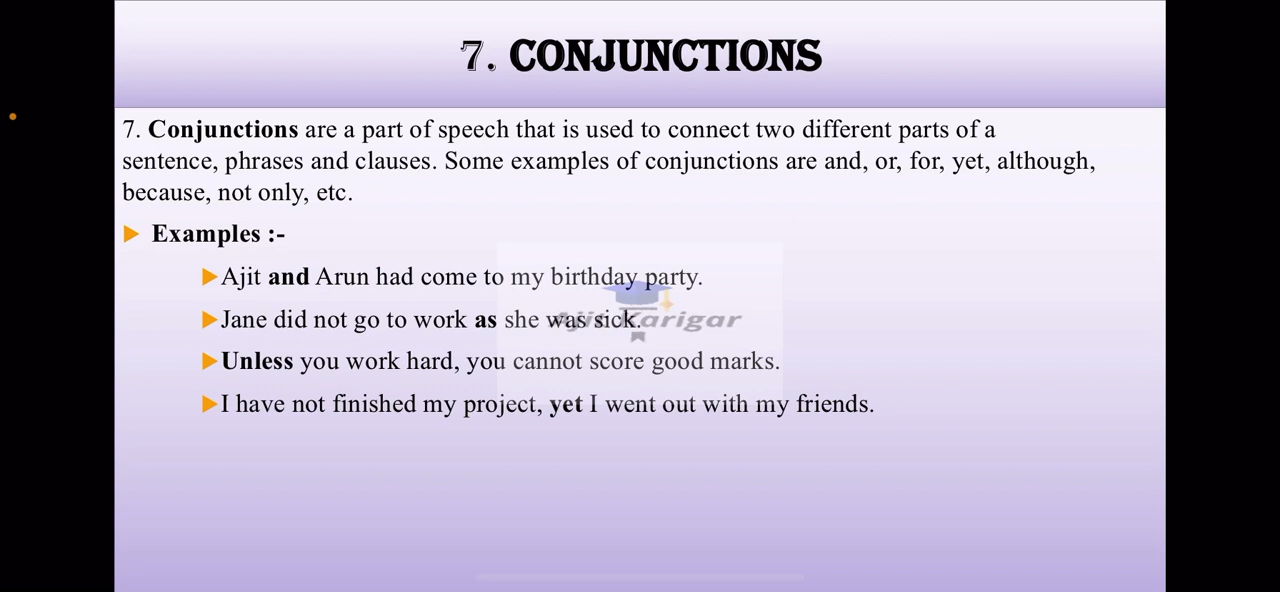 7. CONJUNCTIONS
7. Conjunctions are a part of speech that is used to connect two different parts of a
sentence, phrases and clauses. Some examples of conjunctions are and, or, for, yet, although,
because, not only, etc.
Examples :-
Ajit and Arun had come to my birthday party.
Jane did not go to work as she was sick.
Ajit Karigar
Unless you work hard, you cannot score good marks.
I have not finished my project, yet I went out with my friends.